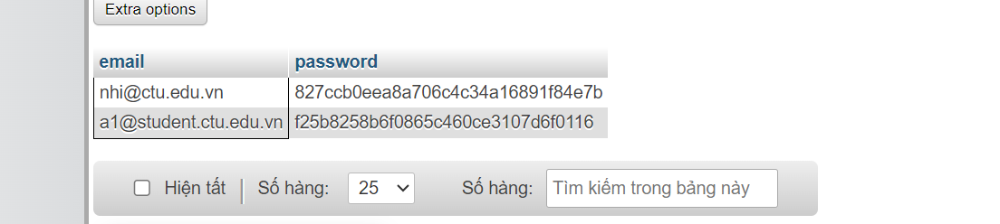 Extra options
email password
nhi@ctu.edu.vn 827ccb0eea8a706c4c34a16891f84e7b
a1@student.ctu.edu.vn f25b8258b6f0865c460ce3107d6f0116
Hiện tất Số hàng: 25 Số hàng: Tìm kiếm trong bảng này